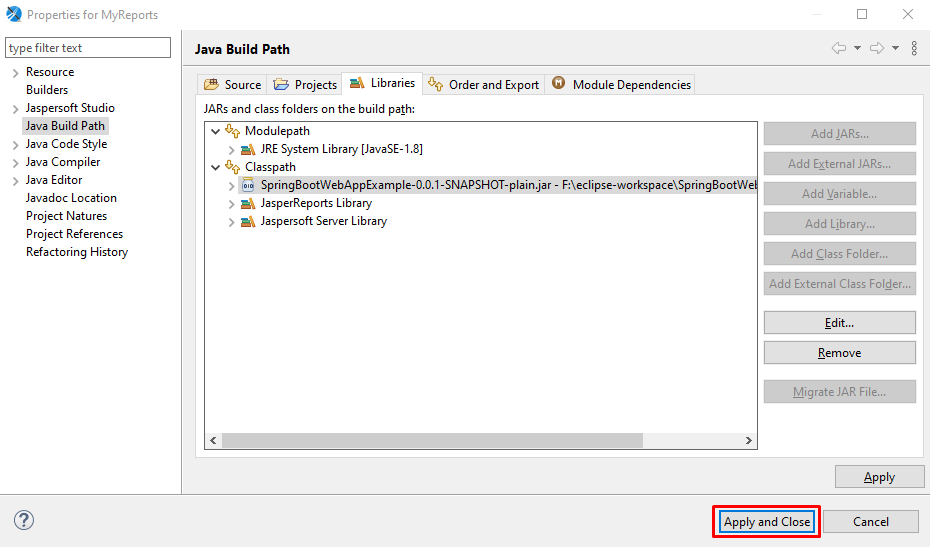 Properties for MyReports
type filter text
Resource
Builders
Jaspersoft Studio
Java Build Path
Java Code Style
Java Compiler
Java Editor
Javadoc Location
Project Natures
Project References
Refactoring History
Java Build Path
Source
Projects
Libraries
Order and Export
Module Dependencies
JARs and class folders on the build path:
Modulepath
JRE System Library [JavaSE-1.8]
Classpath
SpringBootWebAppExample-0.0.1-SNAPSHOT-plain.jar - F:\eclipse-workspace\SpringBootWeb
JasperReports Library
Jaspersoft Server Library
Add JARs...
Add External JARs...
Add Variable...
Add Library...
Add Class Folder...
Add External Class Folder...
Edit...
Remove
Migrate JAR File...
Apply
Apply and Close
Cancel